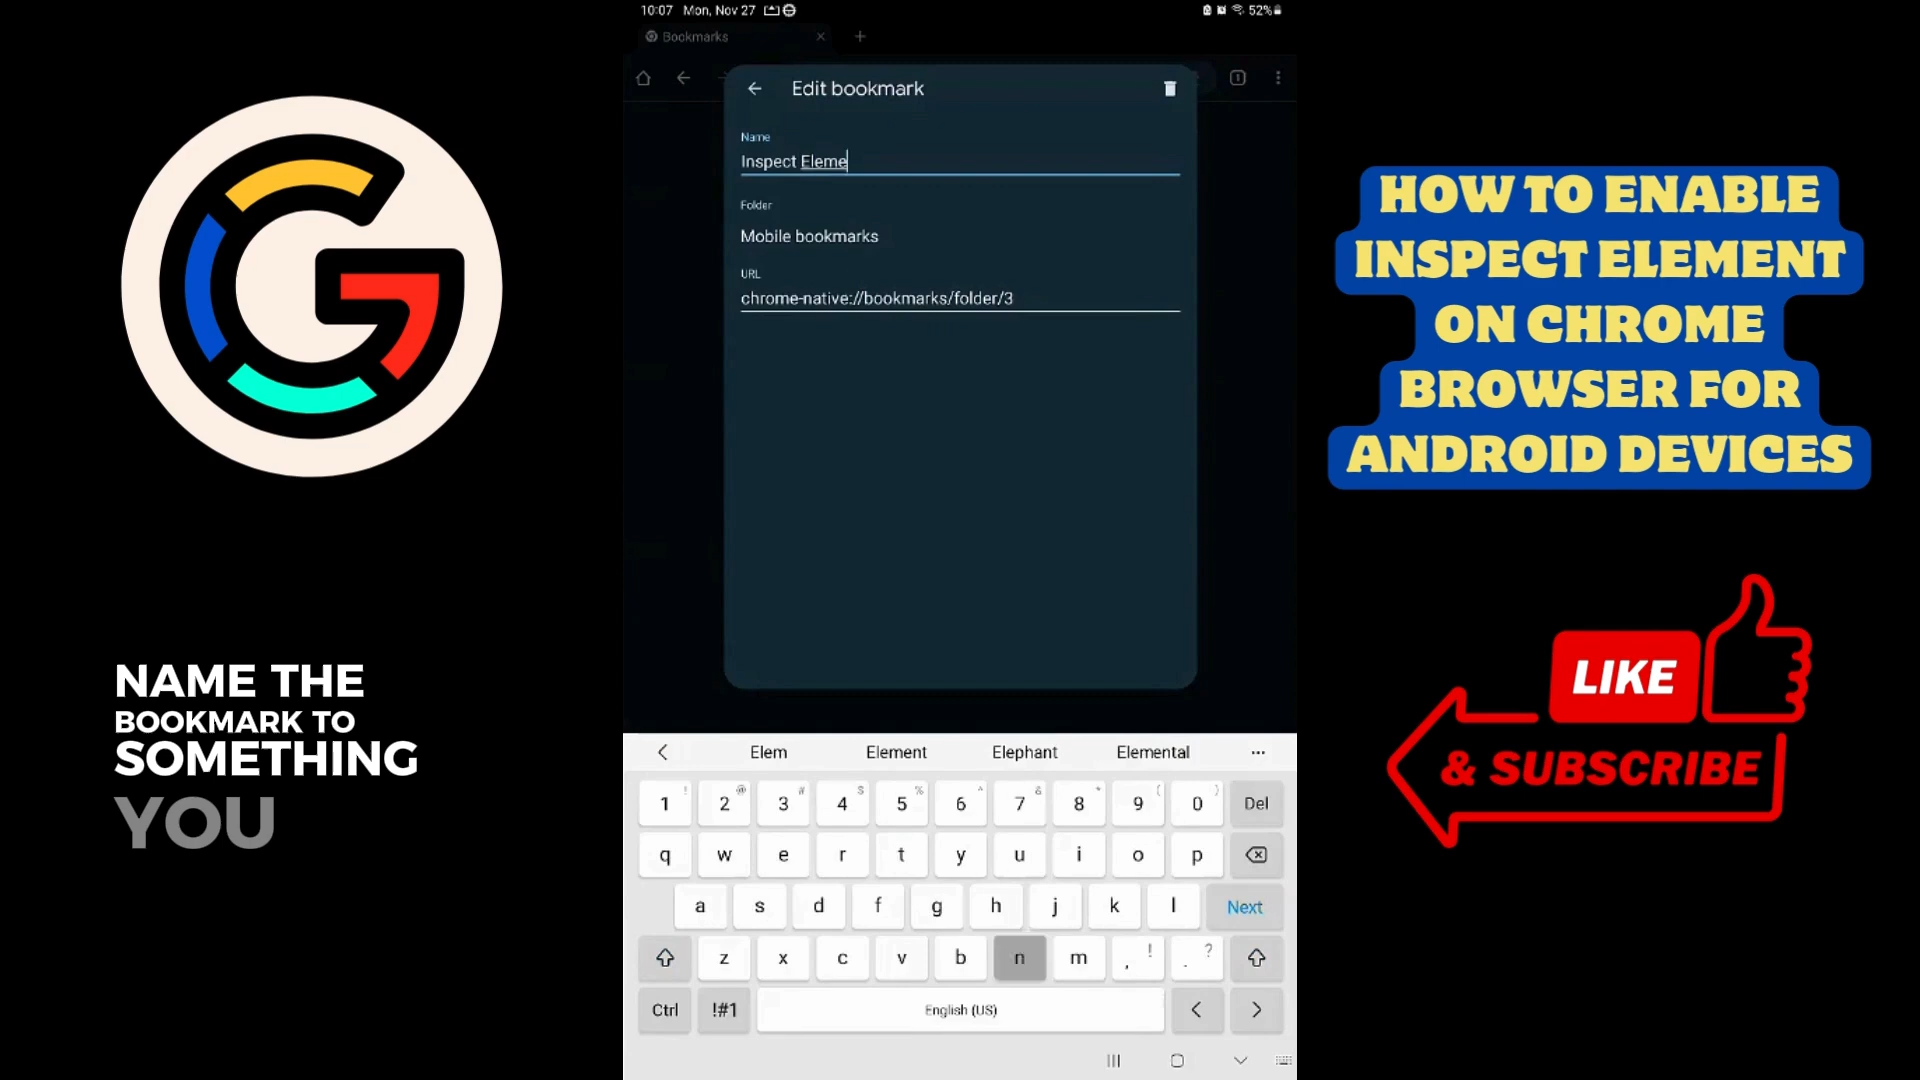 10:07 Mon, Nov 27
52%
Bookmarks
1
Edit bookmark
Name
Inspect Eleme
Folder
Mobile bookmarks
URL
chrome-native://bookmarks/folder/3
HOW TO ENABLE
INSPECT ELEMENT
ON CHROME
BROWSER FOR
ANDROID DEVICES
NAME THE
BOOKMARK TO
SOMETHING
YOU
LIKE
& SUBSCRIBE
Elem Element Elephant Elemental ...
1 ! 2 @ 3 # 4 $ 5 % 6 ^ 7 & 8 * 9 ( 0 ) Del
q w e r t y u i o p
a s d f g h j k l Next
z x c v b n m , ! . ?
Ctrl !#1 English (US) < >